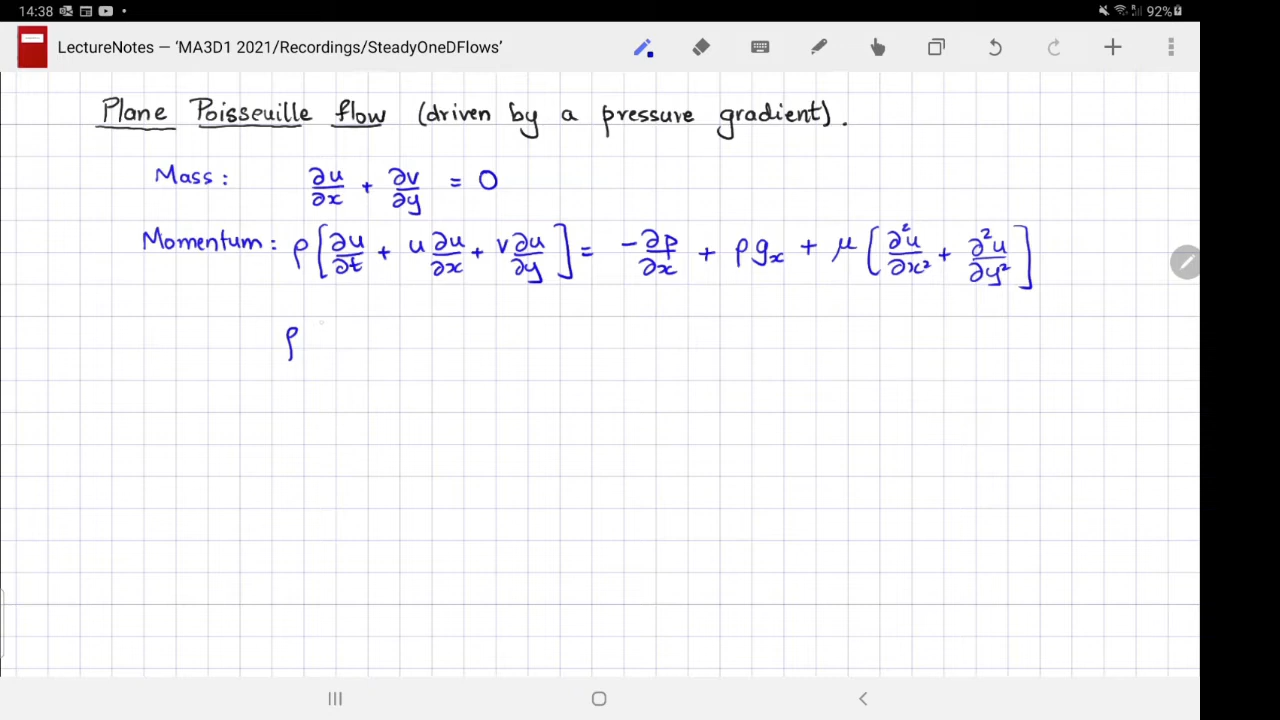 14:38
92%
LectureNotes — ‘MA3D1 2021/Recordings/SteadyOneDFlows’
Plane Poisseuille flow (driven by a pressure gradient).
Mass: ∂u/∂x + ∂v/∂y = 0
Momentum: ρ[∂u/∂t + u ∂u/∂x + v ∂u/∂y] = -∂p/∂x + ρg_x + μ[∂²u/∂x² + ∂²u/∂y²]
ρ